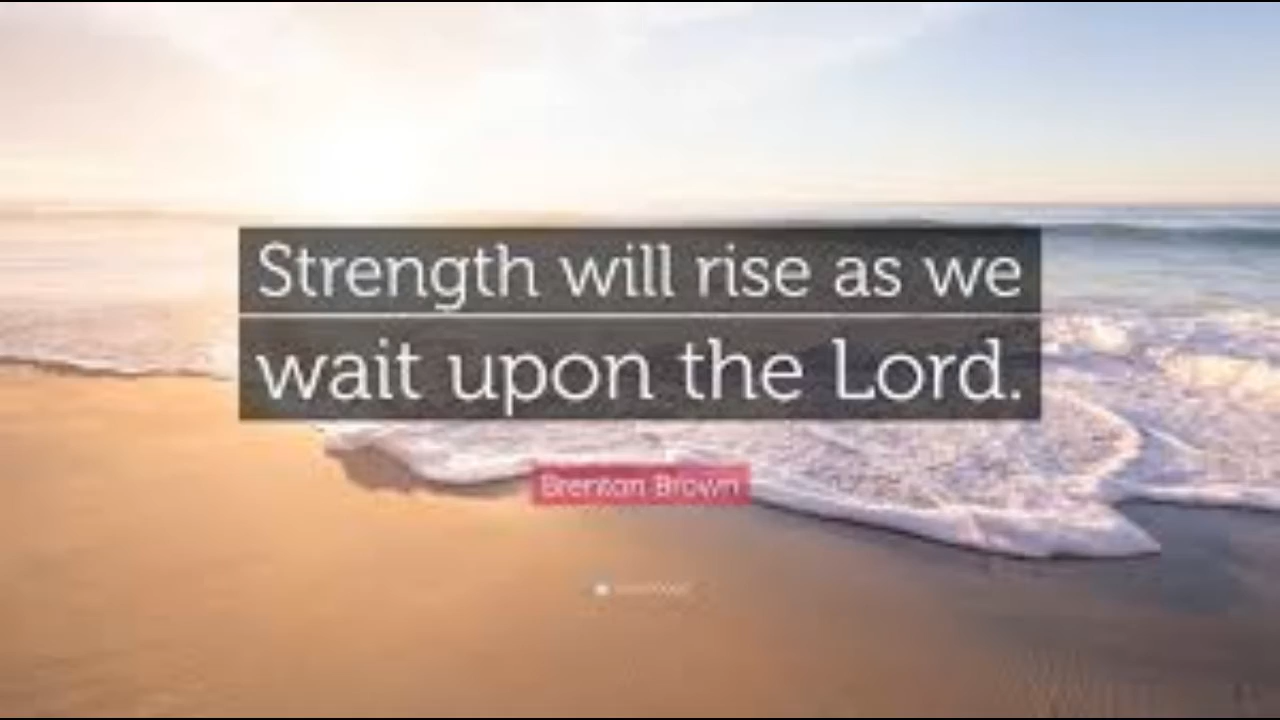 Strength will rise as we
wait upon the Lord.
Brenton Brown